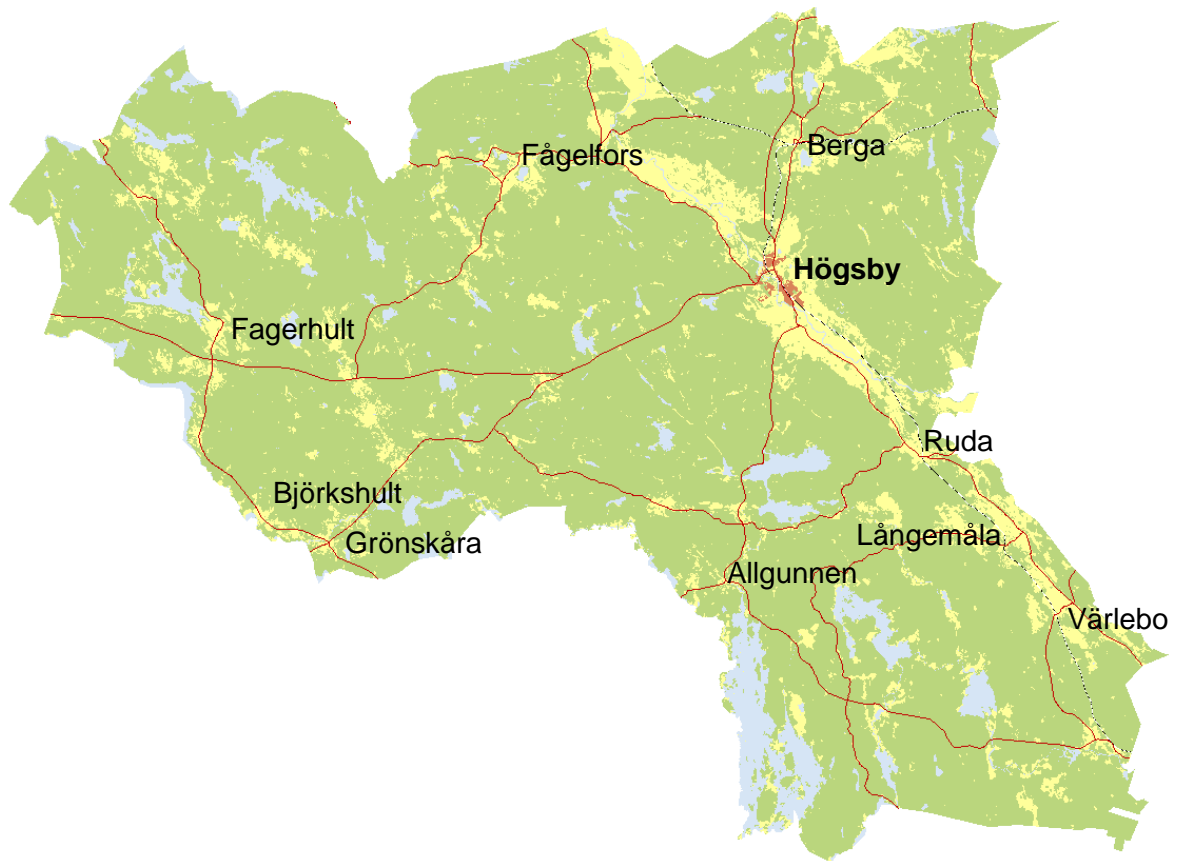 Berga
Fågelfors
Högsby
Fagerhult
Ruda
Björkshult
Långemåla
Grönskåra
Allgunnen
Värlebo